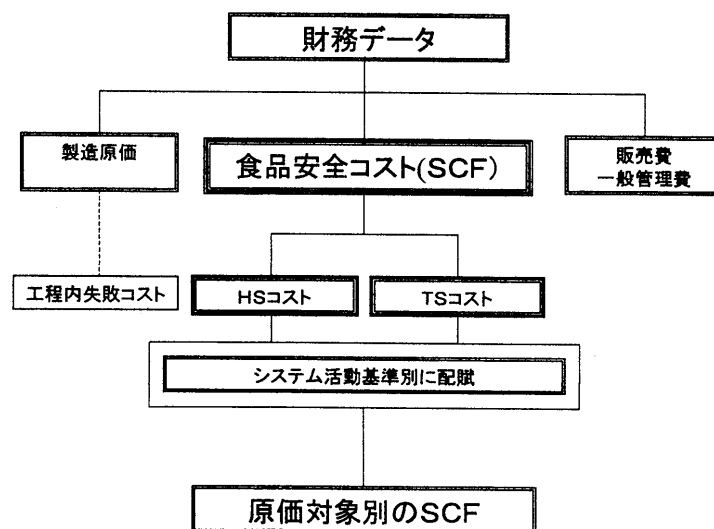 財務データ
製造原価
食品安全コスト(SCF)
販売費
一般管理費
工程内失敗コスト
HSコスト
TSコスト
システム活動基準別に配賦
原価対象別のSCF